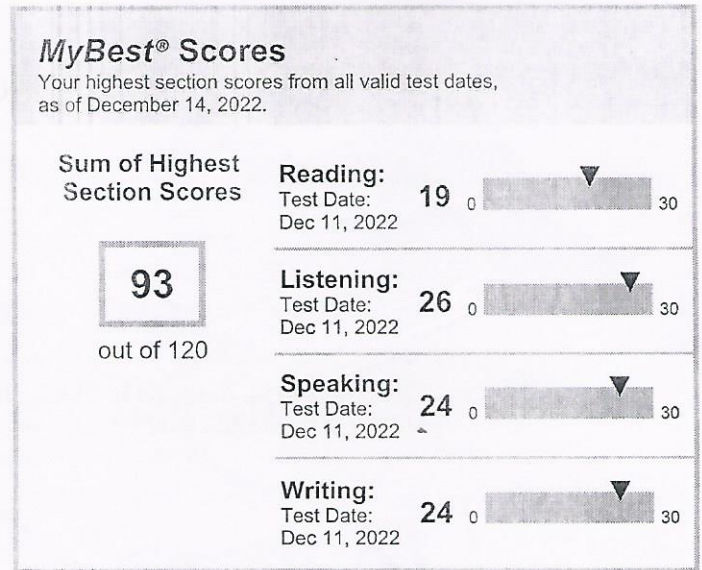 MyBest® Scores
Your highest section scores from all valid test dates,
as of December 14, 2022.
Sum of Highest
Section Scores
93
out of 120
Reading:
Test Date:
Dec 11, 2022
19
0
30
Listening:
Test Date:
Dec 11, 2022
26
0
30
Speaking:
Test Date:
Dec 11, 2022
24
0
30
Writing:
Test Date:
Dec 11, 2022
24
0
30